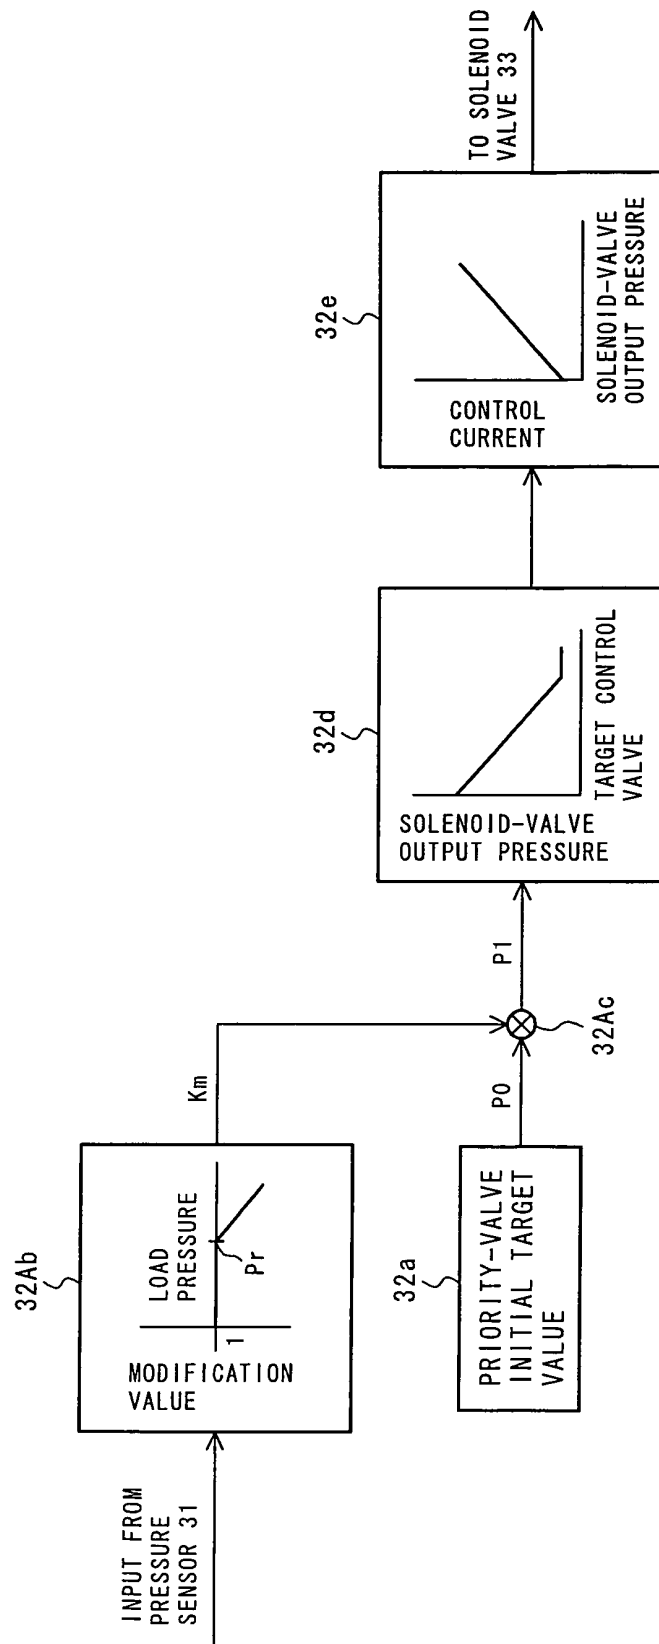 INPUT FROM
PRESSURE
SENSOR 31
32Ab
LOAD
PRESSURE
Pr
1
MODIFICATION
VALUE
Km
32a
PRIORITY-VALVE
INITIAL TARGET
VALUE
P0
32Ac
P1
32d
SOLENOID-VALVE
OUTPUT PRESSURE
TARGET CONTROL
VALVE
32e
CONTROL
CURRENT
SOLENOID-VALVE
OUTPUT PRESSURE
TO SOLENOID
VALVE 33